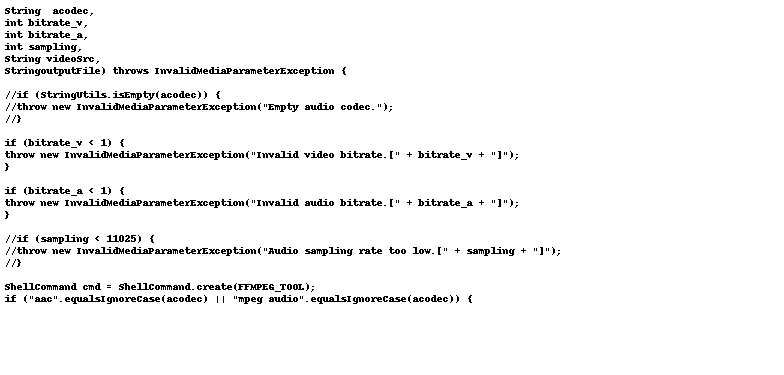 String  acodec,
int bitrate_v,
int bitrate_a,
int sampling,
String videoSrc,
StringoutputFile) throws InvalidMediaParameterException {
//if (StringUtils.isEmpty(acodec)) {
//throw new InvalidMediaParameterException("Empty audio codec.");
//}
if (bitrate_v < 1) {
throw new InvalidMediaParameterException("Invalid video bitrate.[" + bitrate_v + "]");
}
if (bitrate_a < 1) {
throw new InvalidMediaParameterException("Invalid audio bitrate.[" + bitrate_a + "]");
}
//if (sampling < 11025) {
//throw new InvalidMediaParameterException("Audio sampling rate too low.[" + sampling + "]");
//}
ShellCommand cmd = ShellCommand.create(FFMPEG_TOOL);
if ("aac".equalsIgnoreCase(acodec) || "mpeg audio".equalsIgnoreCase(acodec)) {